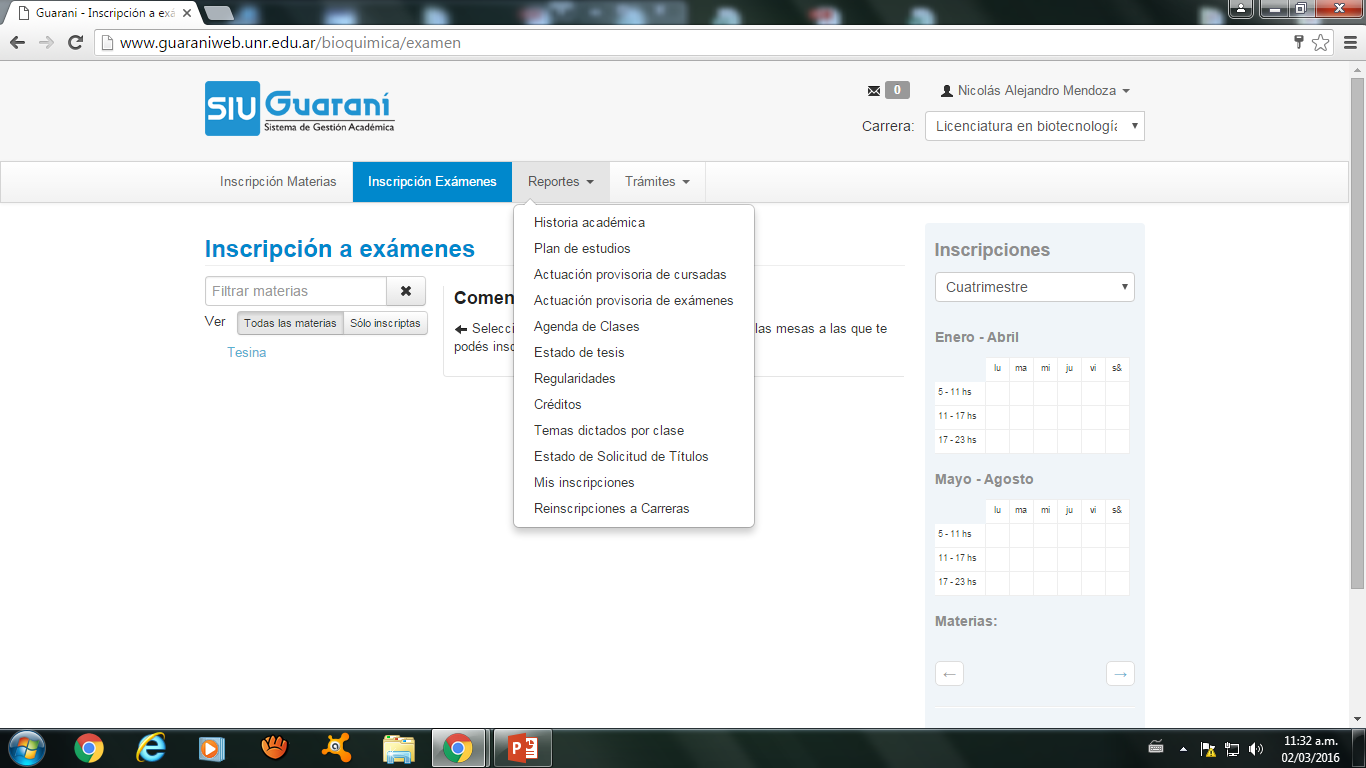 Guarani - Inscripción a exá
www.guaraniweb.unr.edu.ar/bioquimica/examen
SIU Guaraní
Sistema de Gestión Académica
0
Nicolás Alejandro Mendoza
Carrera:
Licenciatura en biotecnologí
Inscripción Materias
Inscripción Exámenes
Reportes
Trámites
Historia académica
Plan de estudios
Actuación provisoria de cursadas
Actuación provisoria de exámenes
Agenda de Clases
Estado de tesis
Regularidades
Créditos
Temas dictados por clase
Estado de Solicitud de Títulos
Mis inscripciones
Reinscripciones a Carreras
Inscripción a exámenes
Filtrar materias
Ver
Todas las materias
Sólo inscriptas
Tesina
Comen
Selecci
las mesas a las que te
podés insc
Inscripciones
Cuatrimestre
Enero - Abril
lu ma mi ju vi s&
5 - 11 hs
11 - 17 hs
17 - 23 hs
Mayo - Agosto
lu ma mi ju vi s&
5 - 11 hs
11 - 17 hs
17 - 23 hs
Materias:
←
→
11:32 a.m.
02/03/2016